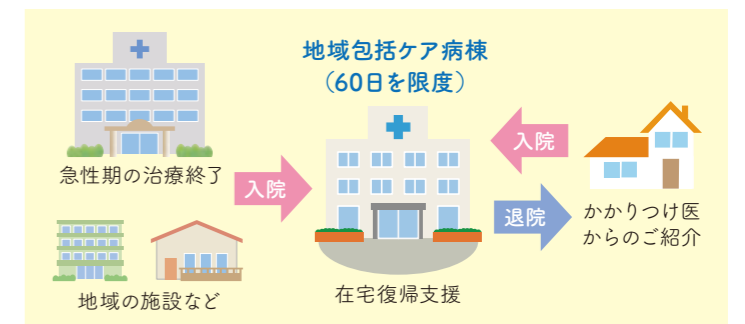 地域包括ケア病棟
（60日を限度）
急性期の治療終了
入院
地域の施設など
在宅復帰支援
入院
退院
かかりつけ医
からのご紹介